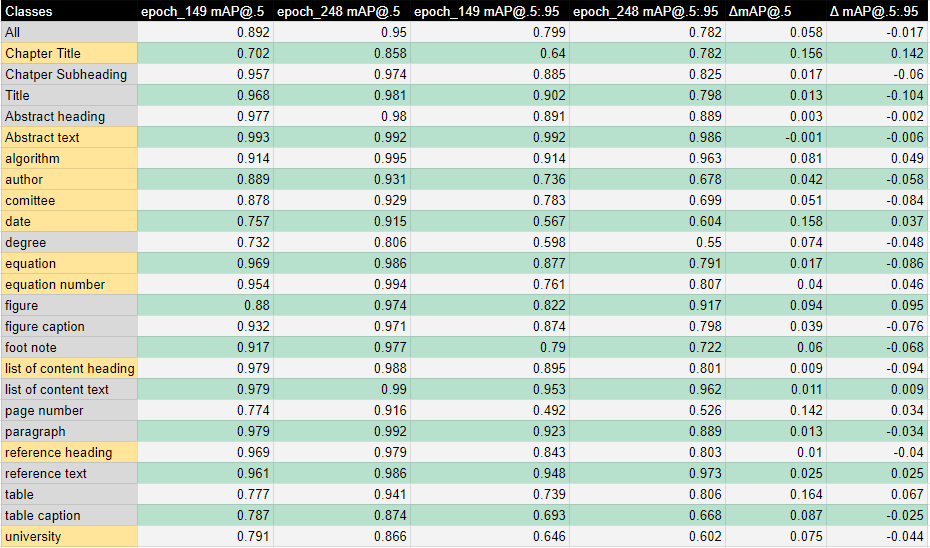 Classes epoch_149 mAP@.5 epoch_248 mAP@.5 epoch_149 mAP@.5:.95 epoch_248 mAP@.5:.95 ΔmAP@.5 Δ mAP@.5:.95
All 0.892 0.95 0.799 0.782 0.058 -0.017
Chapter Title 0.702 0.858 0.64 0.782 0.156 0.142
Chatper Subheading 0.957 0.974 0.885 0.825 0.017 -0.06
Title 0.968 0.981 0.902 0.798 0.013 -0.104
Abstract heading 0.977 0.98 0.891 0.889 0.003 -0.002
Abstract text 0.993 0.992 0.992 0.986 -0.001 -0.006
algorithm 0.914 0.995 0.914 0.963 0.081 0.049
author 0.889 0.931 0.736 0.678 0.042 -0.058
comittee 0.878 0.929 0.783 0.699 0.051 -0.084
date 0.757 0.915 0.567 0.604 0.158 0.037
degree 0.732 0.806 0.598 0.55 0.074 -0.048
equation 0.969 0.986 0.877 0.791 0.017 -0.086
equation number 0.954 0.994 0.761 0.807 0.04 0.046
figure 0.88 0.974 0.822 0.917 0.094 0.095
figure caption 0.932 0.971 0.874 0.798 0.039 -0.076
foot note 0.917 0.977 0.79 0.722 0.06 -0.068
list of content heading 0.979 0.988 0.895 0.801 0.009 -0.094
list of content text 0.979 0.99 0.953 0.962 0.011 0.009
page number 0.774 0.916 0.492 0.526 0.142 0.034
paragraph 0.979 0.992 0.923 0.889 0.013 -0.034
reference heading 0.969 0.979 0.843 0.803 0.01 -0.04
reference text 0.961 0.986 0.948 0.973 0.025 0.025
table 0.777 0.941 0.739 0.806 0.164 0.067
table caption 0.787 0.874 0.693 0.668 0.087 -0.025
university 0.791 0.866 0.646 0.602 0.075 -0.044